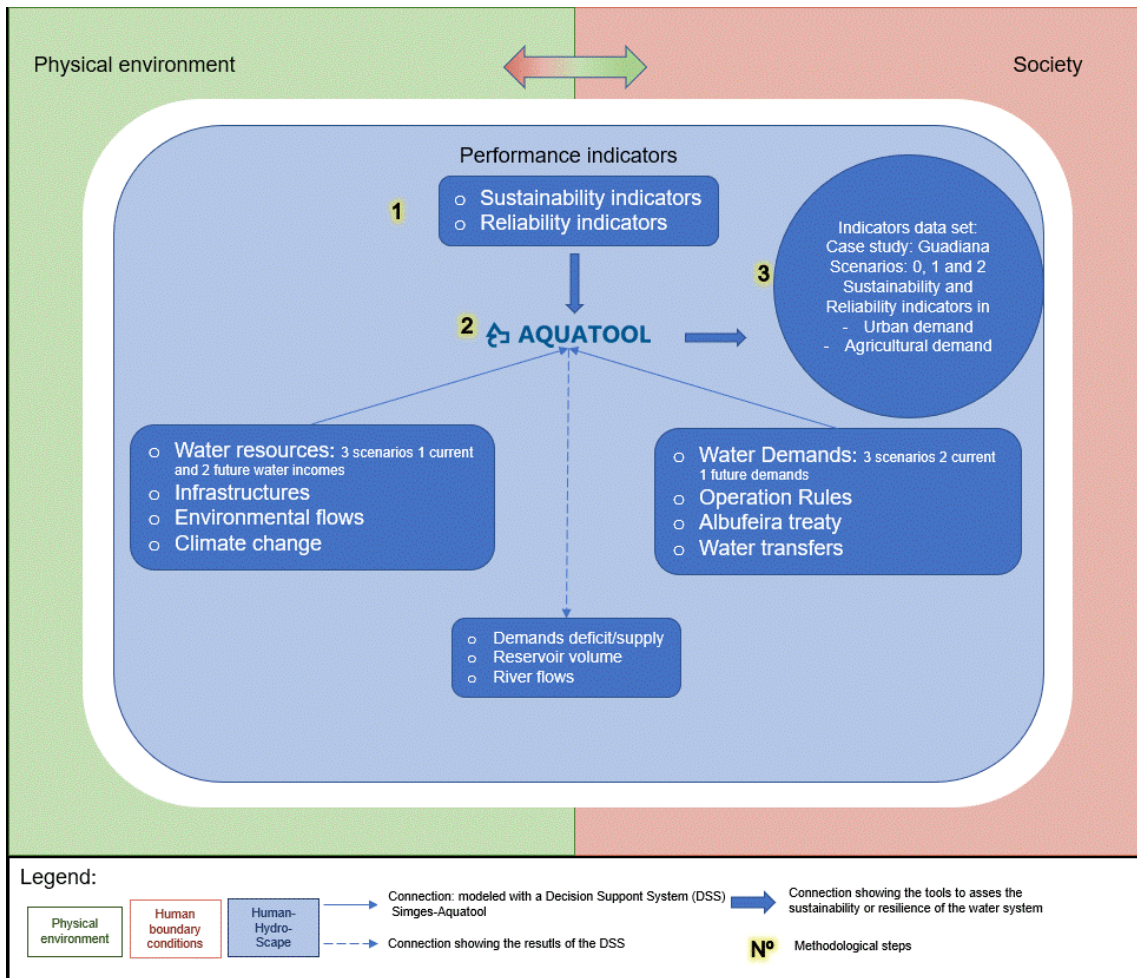 Physical environment
Society
Performance indicators
1
o Sustainability indicators
o Reliability indicators
2
AQUATOOL
3
Indicators data set:
Case study: Guadiana
Scenarios: 0, 1 and 2
Sustainability and
Reliability indicators in
- Urban demand
- Agricultural demand
o Water resources: 3 scenarios 1 current
and 2 future water incomes
o Infrastructures
o Environmental flows
o Climate change
o Water Demands: 3 scenarios 2 current
1 future demands
o Operation Rules
o Albufeira treaty
o Water transfers
o Demands deficit/supply
o Reservoir volume
o River flows
Legend:
Physical
environment
Human
boundary
conditions
Human-
Hydro-
Scape
Connection: modeled with a Decision Suppont System (DSS)
Simges-Aquatool
Connection showing the resutls of the DSS
Connection showing the tools to asses the
sustainability or resilience of the water system
Nº
Methodological steps